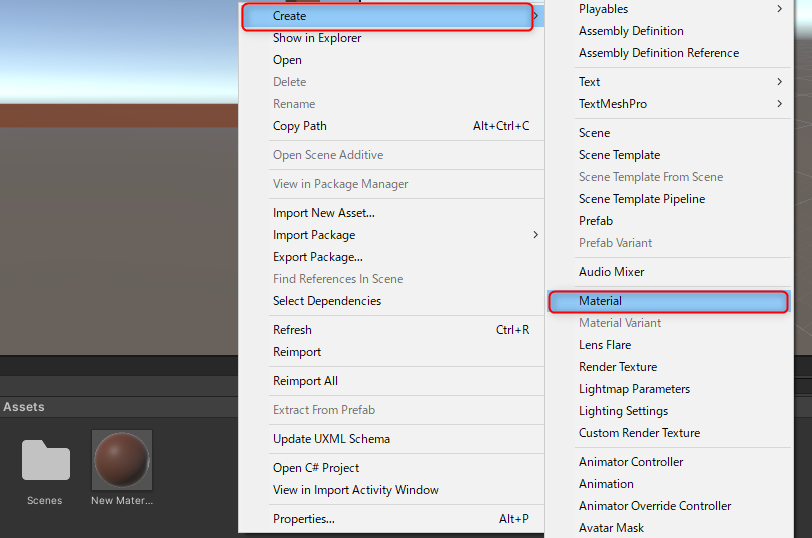 Create
Show in Explorer
Open
Delete
Rename
Copy Path Alt+Ctrl+C
Open Scene Additive
View in Package Manager
Import New Asset...
Import Package
Export Package...
Find References In Scene
Select Dependencies
Refresh Ctrl+R
Reimport
Reimport All
Extract From Prefab
Update UXML Schema
Open C# Project
View in Import Activity Window
Properties... Alt+P
Playables
Assembly Definition
Assembly Definition Reference
Text
TextMeshPro
Scene
Scene Template
Scene Template From Scene
Scene Template Pipeline
Prefab
Prefab Variant
Audio Mixer
Material
Material Variant
Lens Flare
Render Texture
Lightmap Parameters
Lighting Settings
Custom Render Texture
Animator Controller
Animation
Animator Override Controller
Avatar Mask
Assets
Scenes
New Mater...